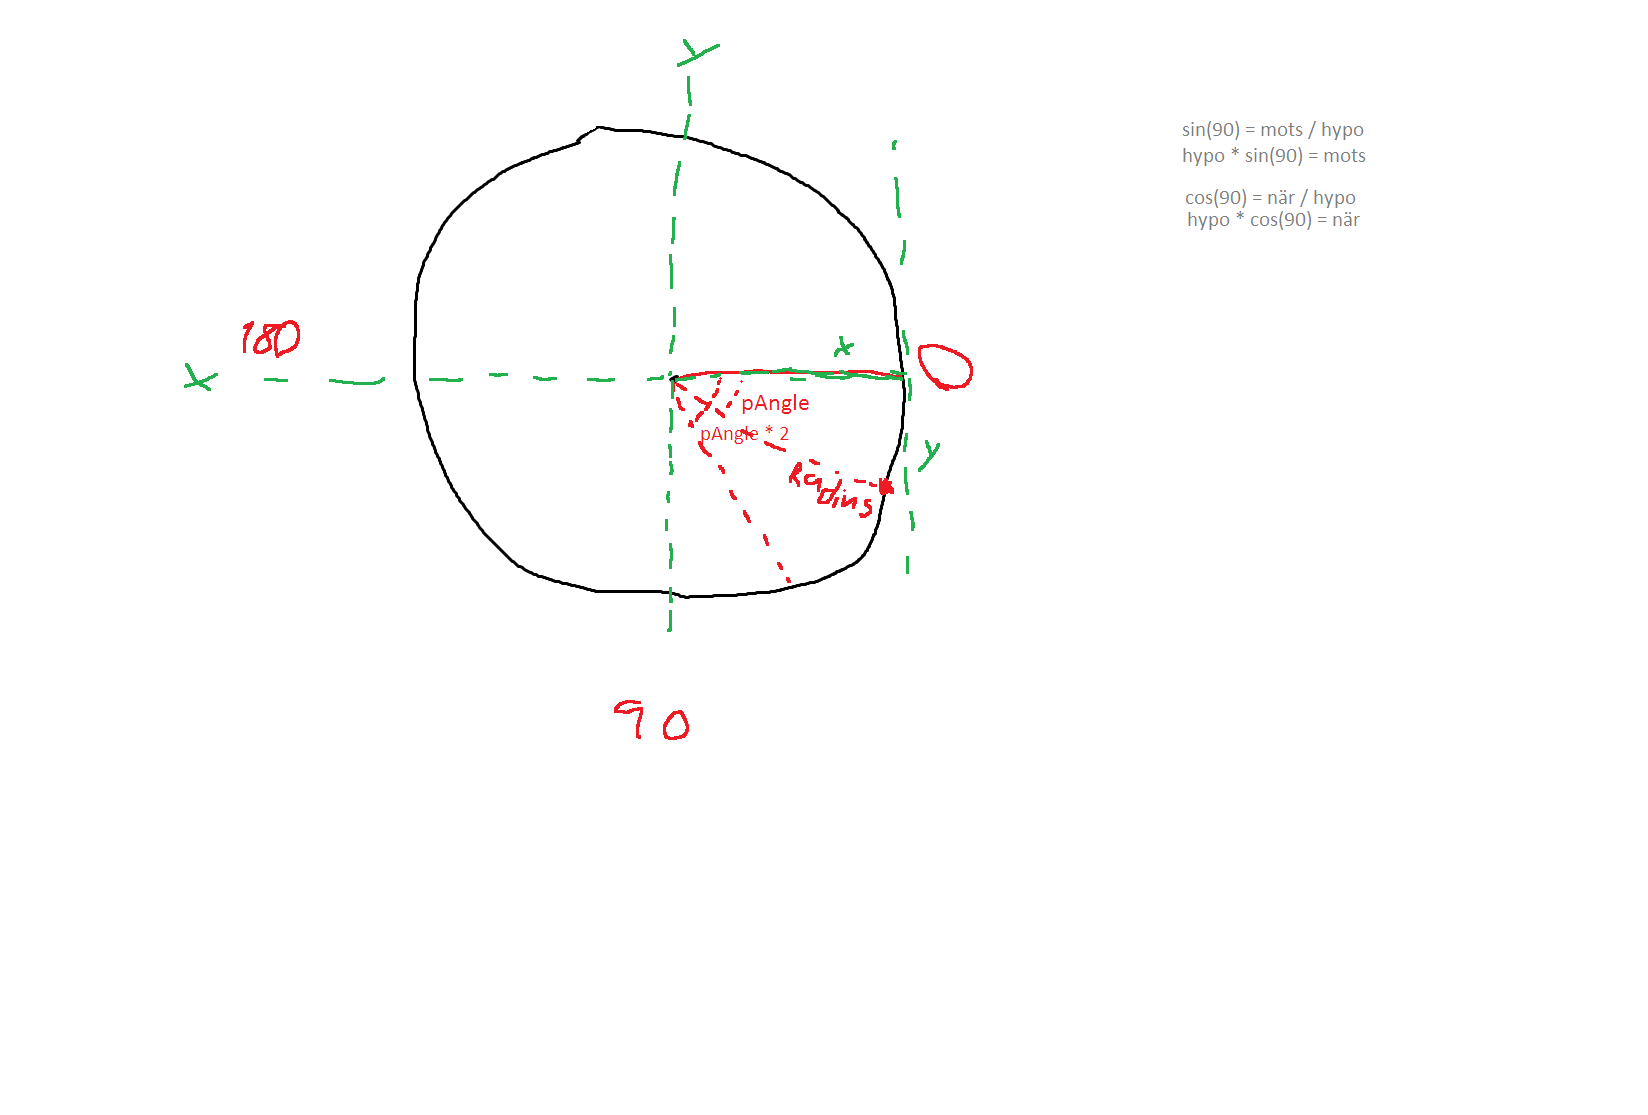 y
sin(90) = mots / hypo
hypo * sin(90) = mots
cos(90) = när / hypo
hypo * cos(90) = när
180
x
x
0
pAngle
pAngle * 2
y
Radius
90